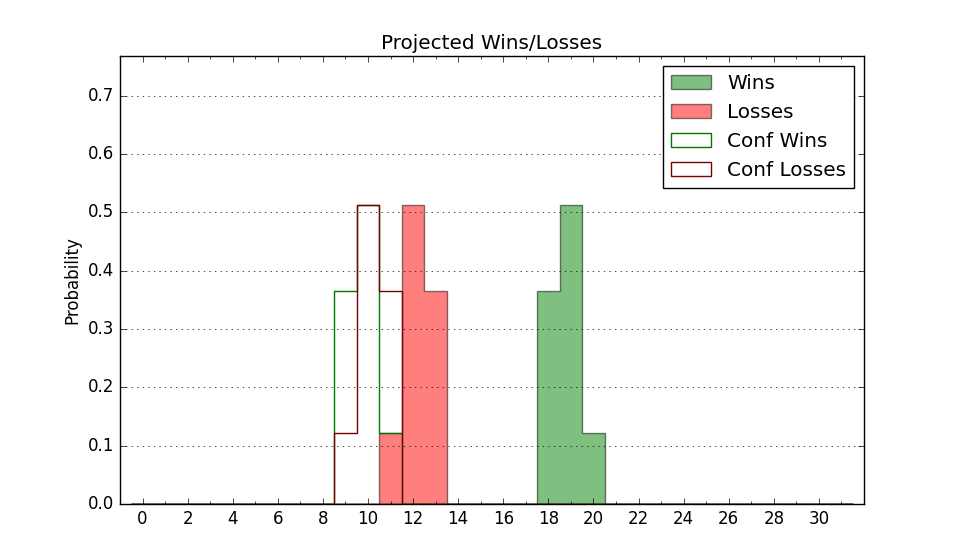 Projected Wins/Losses
Wins
Losses
Conf Wins
Conf Losses
Probability
0.7
0.6
0.5
0.4
0.3
0.2
0.1
0.0
0 2 4 6 8 10 12 14 16 18 20 22 24 26 28 30